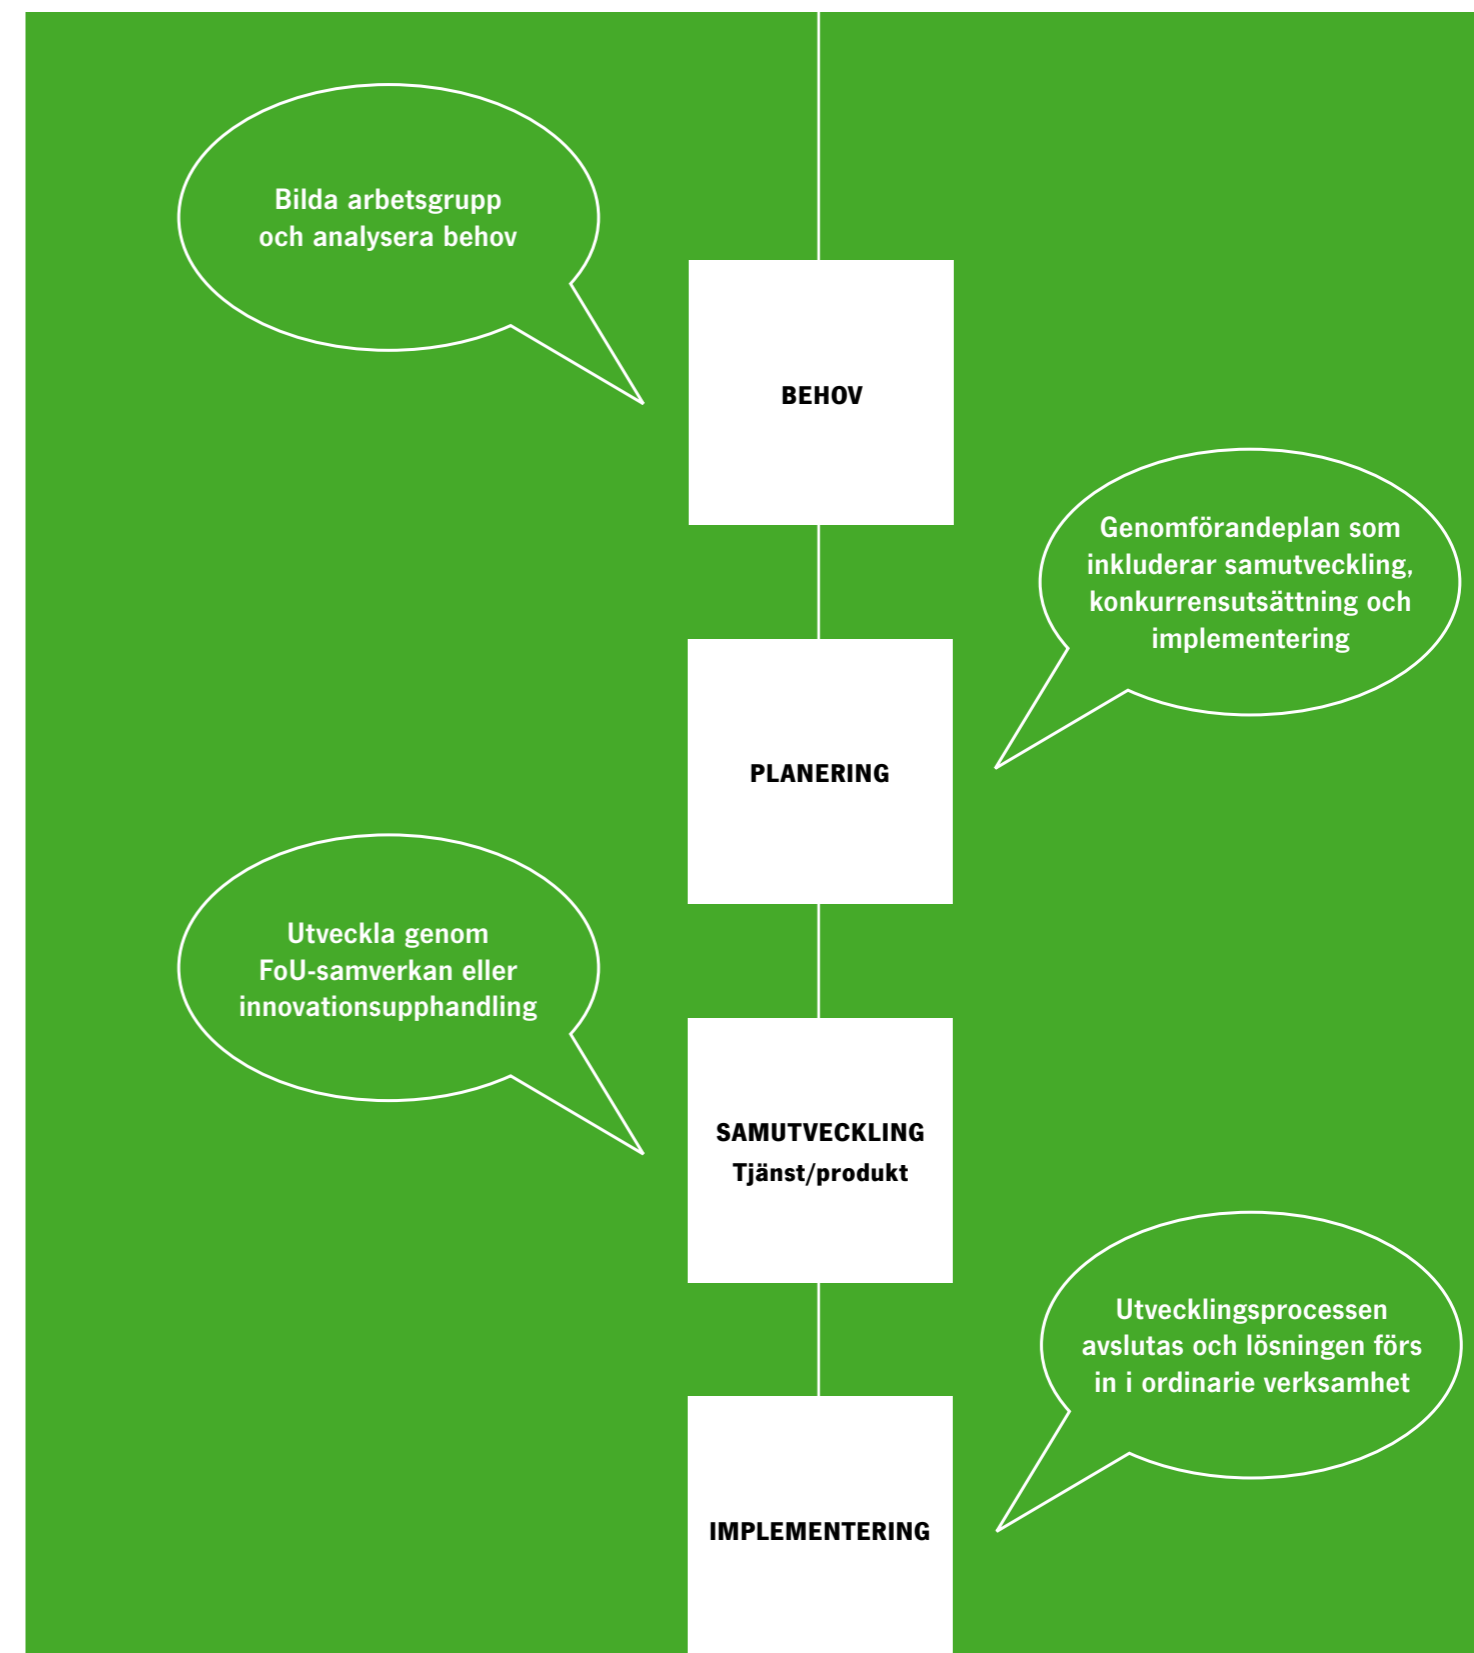 Bilda arbetsgrupp
och analysera behov
BEHOV
Genomförandeplan som
inkluderar samutveckling,
konkurrensutsättning och
implementering
PLANERING
Utveckla genom
FoU-samverkan eller
innovationsupphandling
SAMUTVECKLING
Tjänst/produkt
Utvecklingsprocessen
avslutas och lösningen förs
in i ordinarie verksamhet
IMPLEMENTERING